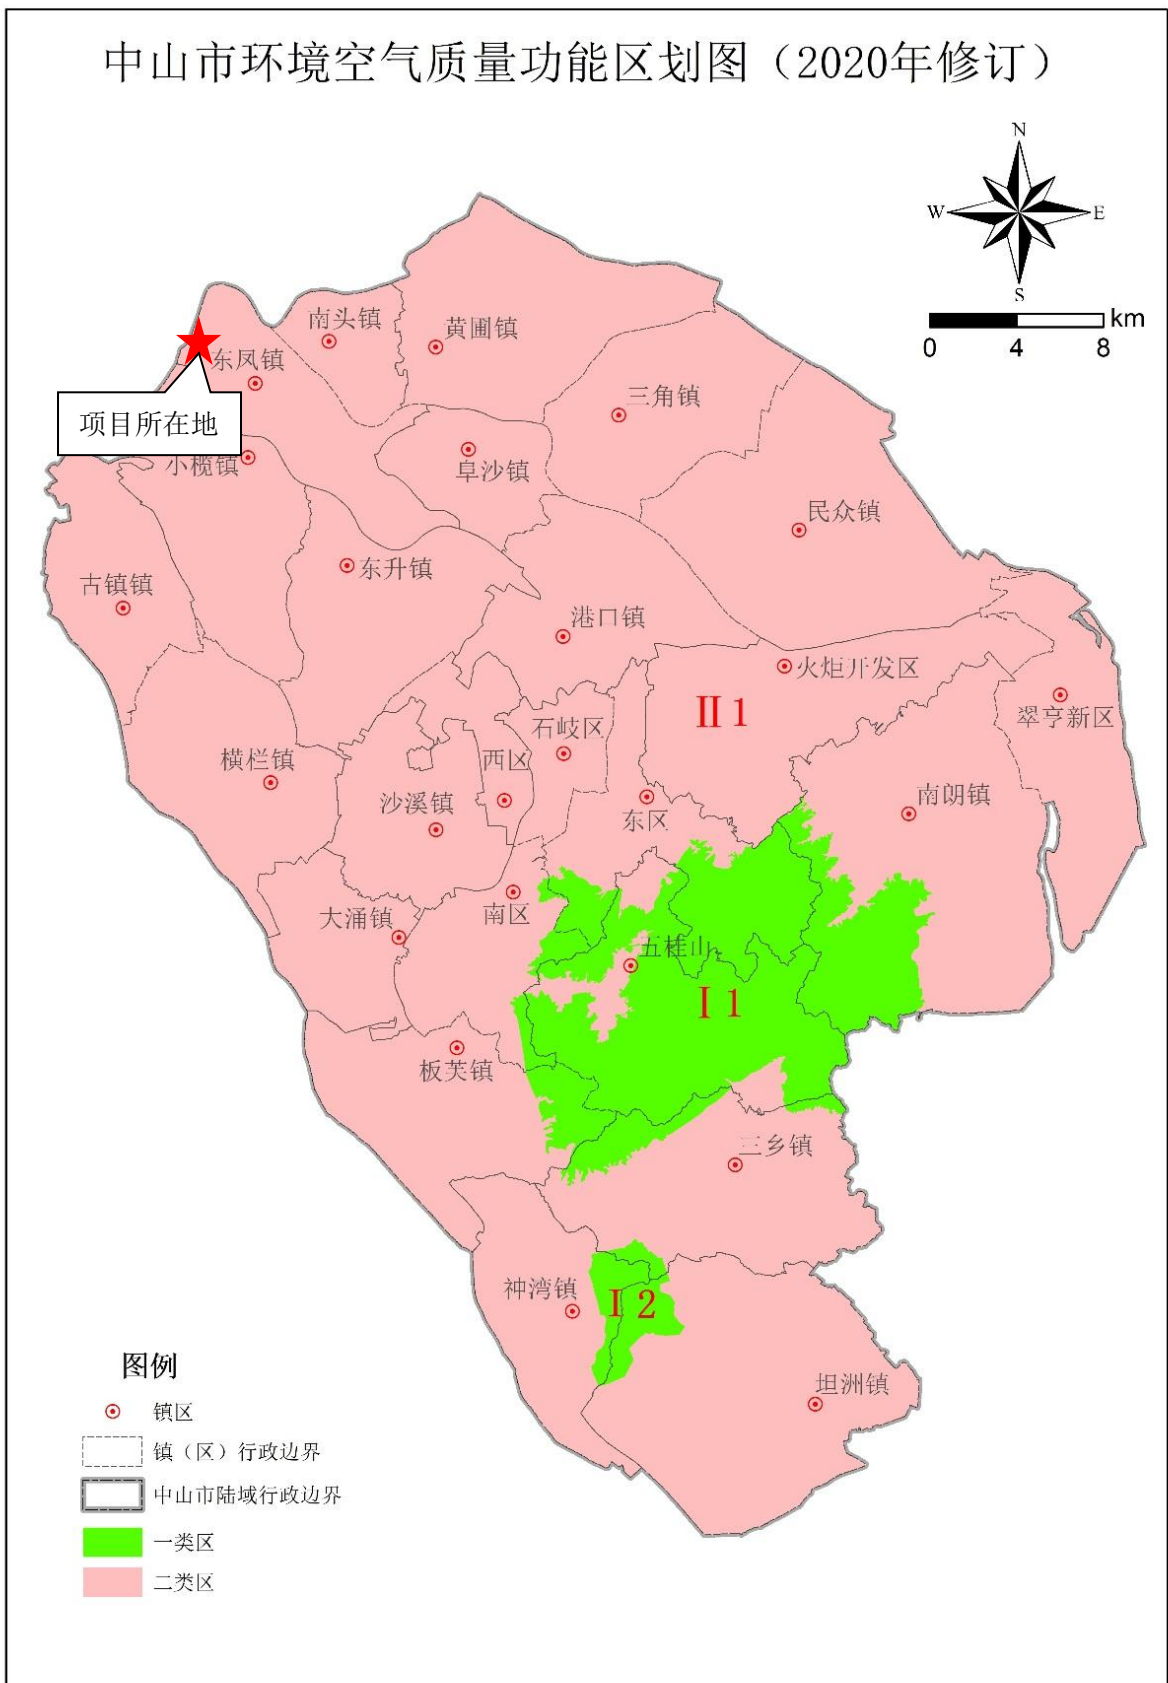 中山市环境空气质量功能区划图（2020年修订）
N
W
E
S
km
0
4
8
南头镇
黄圃镇
东凤镇
三角镇
项目所在地
小榄镇
阜沙镇
民众镇
东升镇
古镇镇
港口镇
火炬开发区
II 1
翠亨新区
石岐区
横栏镇
西区
沙溪镇
东区
南朗镇
南区
大涌镇
五桂山
I 1
板芙镇
三乡镇
神湾镇
I 2
坦洲镇
图例
镇区
镇（区）行政边界
中山市陆域行政边界
一类区
二类区